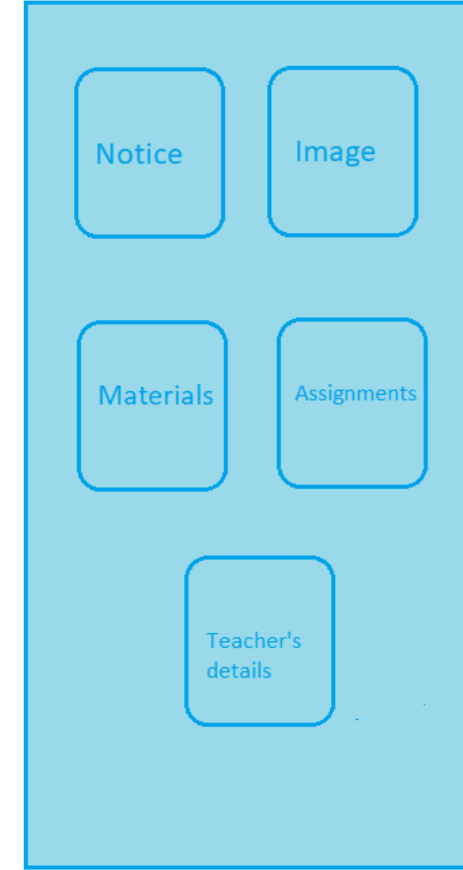 Notice
Image
Materials
Assignments
Teacher's
details